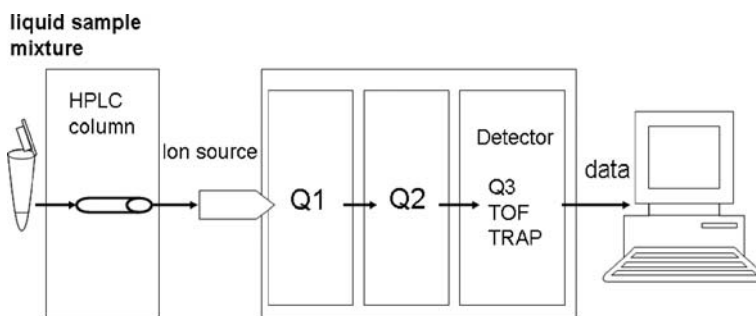 liquid sample
mixture
HPLC
column
Ion source
Q1
Q2
Detector
Q3
TOF
TRAP
data